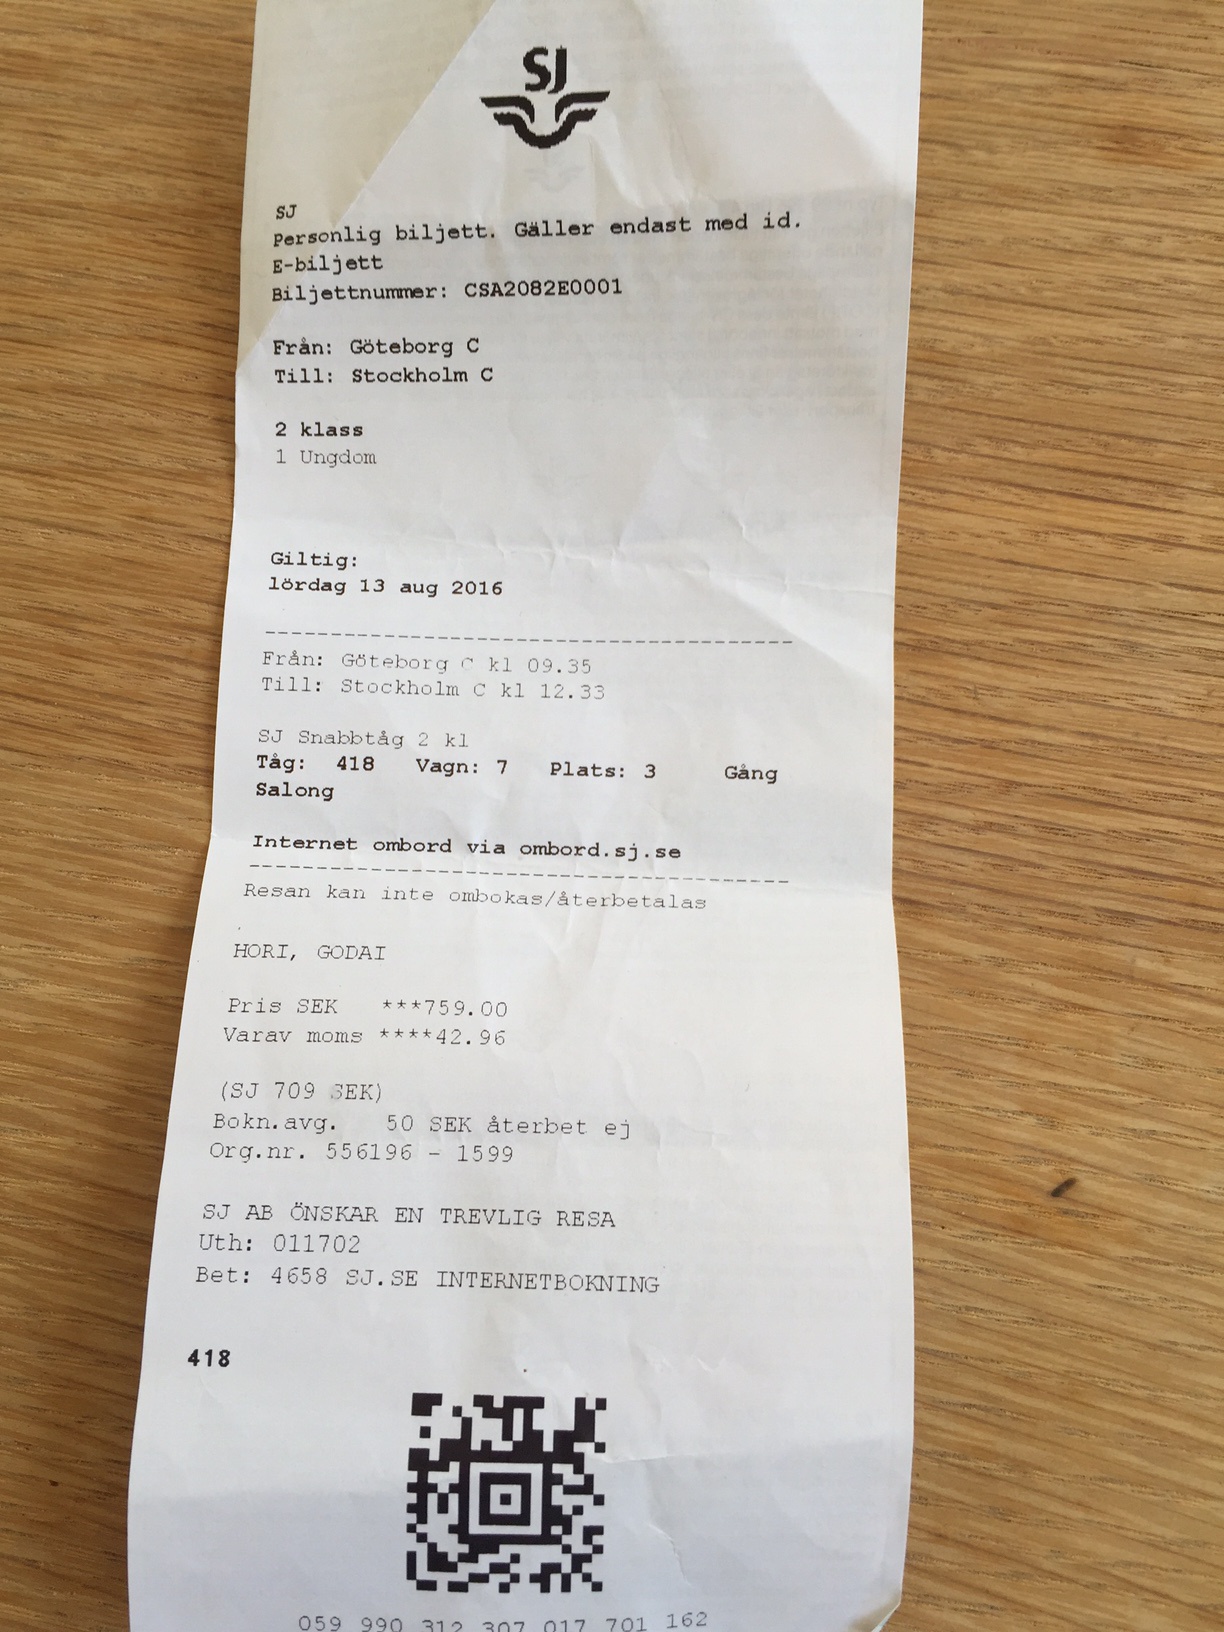 SJ
SJ
Personlig biljett. Gäller endast med id.
E-biljett
Biljettnummer: CSA2082E0001
Från: Göteborg C
Till: Stockholm C
2 klass
1 Ungdom
Giltig:
lördag 13 aug 2016
Från: Göteborg C kl 09.35
Till: Stockholm C kl 12.33
SJ Snabbtåg 2 kl
Tåg: 418 Vagn: 7 Plats: 3 Gång
Salong
Internet ombord via ombord.sj.se
Resan kan inte ombokas/återbetalas
HORI, GODAI
Pris SEK ***759.00
Varav moms ****42.96
(SJ 709 SEK)
Bokn.avg. 50 SEK återbet ej
Org.nr. 556196 - 1599
SJ AB ÖNSKAR EN TREVLIG RESA
Uth: 011702
Bet: 4658 SJ.SE INTERNETBOKNING
418
059 990 312 307 017 701 162